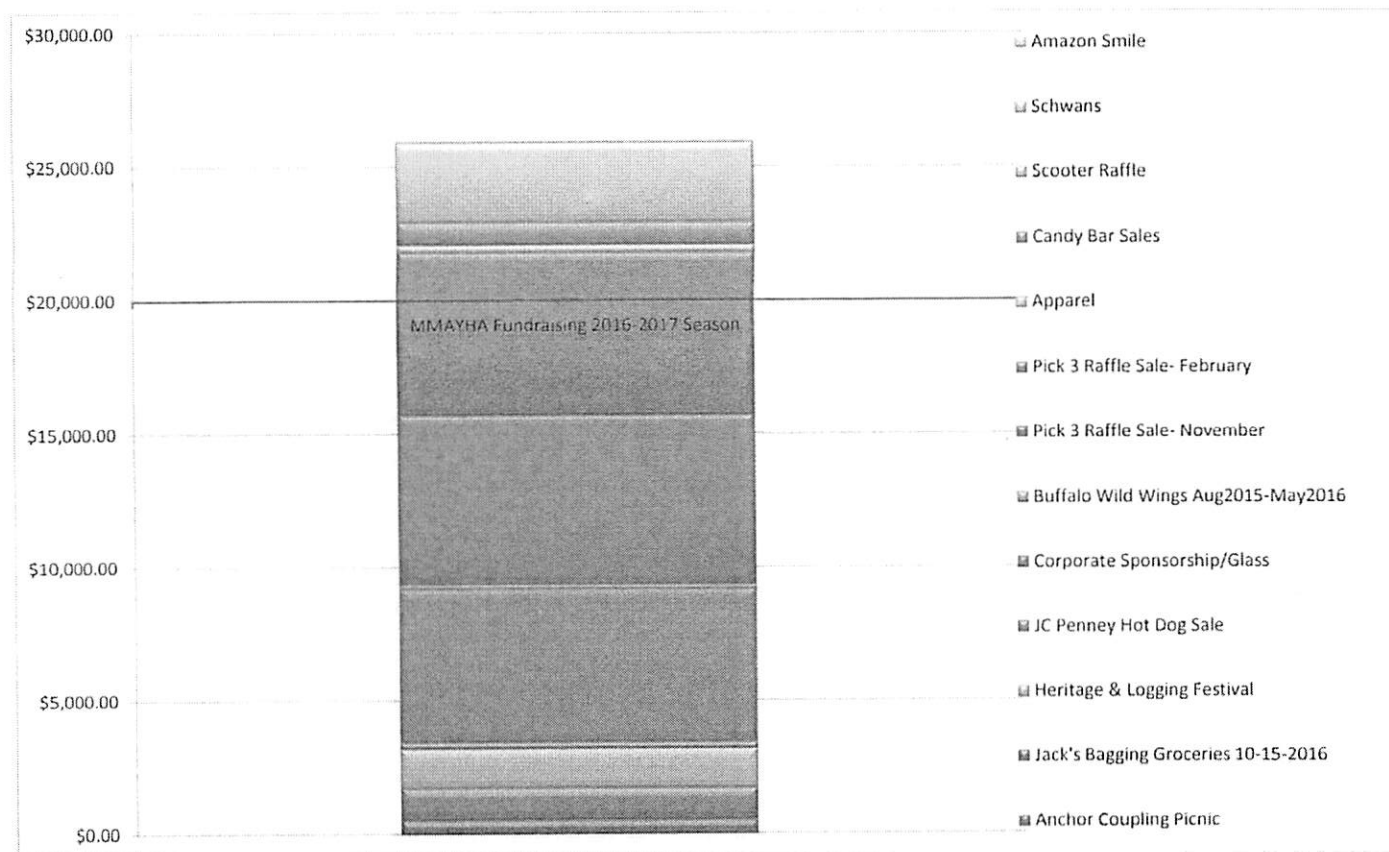 $30,000.00
$25,000.00
$20,000.00
$15,000.00
$10,000.00
$5,000.00
$0.00
MMAYHA Fundraising 2016-2017 Season
Amazon Smile
Schwans
Scooter Raffle
Candy Bar Sales
Apparel
Pick 3 Raffle Sale- February
Pick 3 Raffle Sale- November
Buffalo Wild Wings Aug2015-May2016
Corporate Sponsorship/Glass
JC Penney Hot Dog Sale
Heritage & Logging Festival
Jack's Bagging Groceries 10-15-2016
Anchor Coupling Picnic